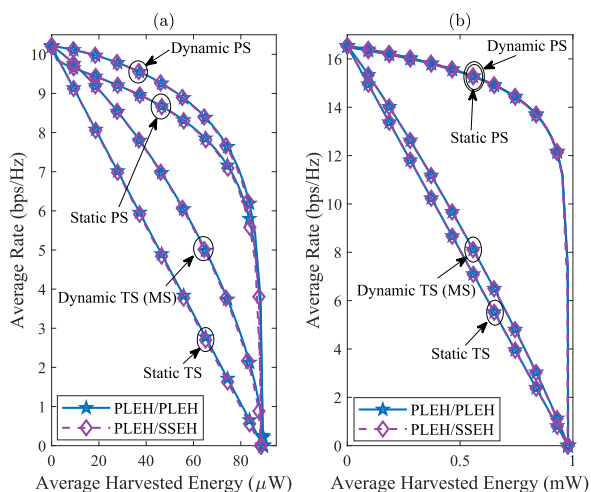 (a)
10
9
8
7
6
5
4
3
2
1
0
0
20
40
60
80
Average Rate (bps/Hz)
Average Harvested Energy (μW)
Dynamic PS
Static PS
Dynamic TS (MS)
Static TS
PLEH/PLEH
PLEH/SSEH
(b)
16
14
12
10
8
6
4
2
0
0
0.5
1
Average Rate (bps/Hz)
Average Harvested Energy (mW)
Dynamic PS
Static PS
Dynamic TS (MS)
Static TS
PLEH/PLEH
PLEH/SSEH